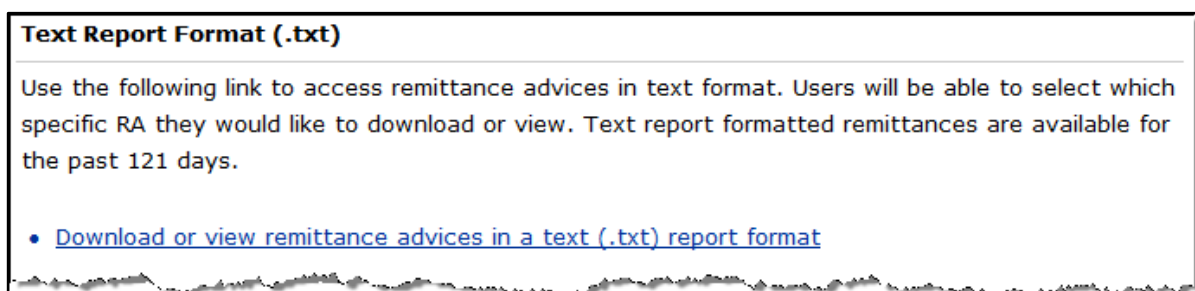 Text Report Format (.txt)
Use the following link to access remittance advices in text format. Users will be able to select which
specific RA they would like to download or view. Text report formatted remittances are available for
the past 121 days.
• Download or view remittance advices in a text (.txt) report format